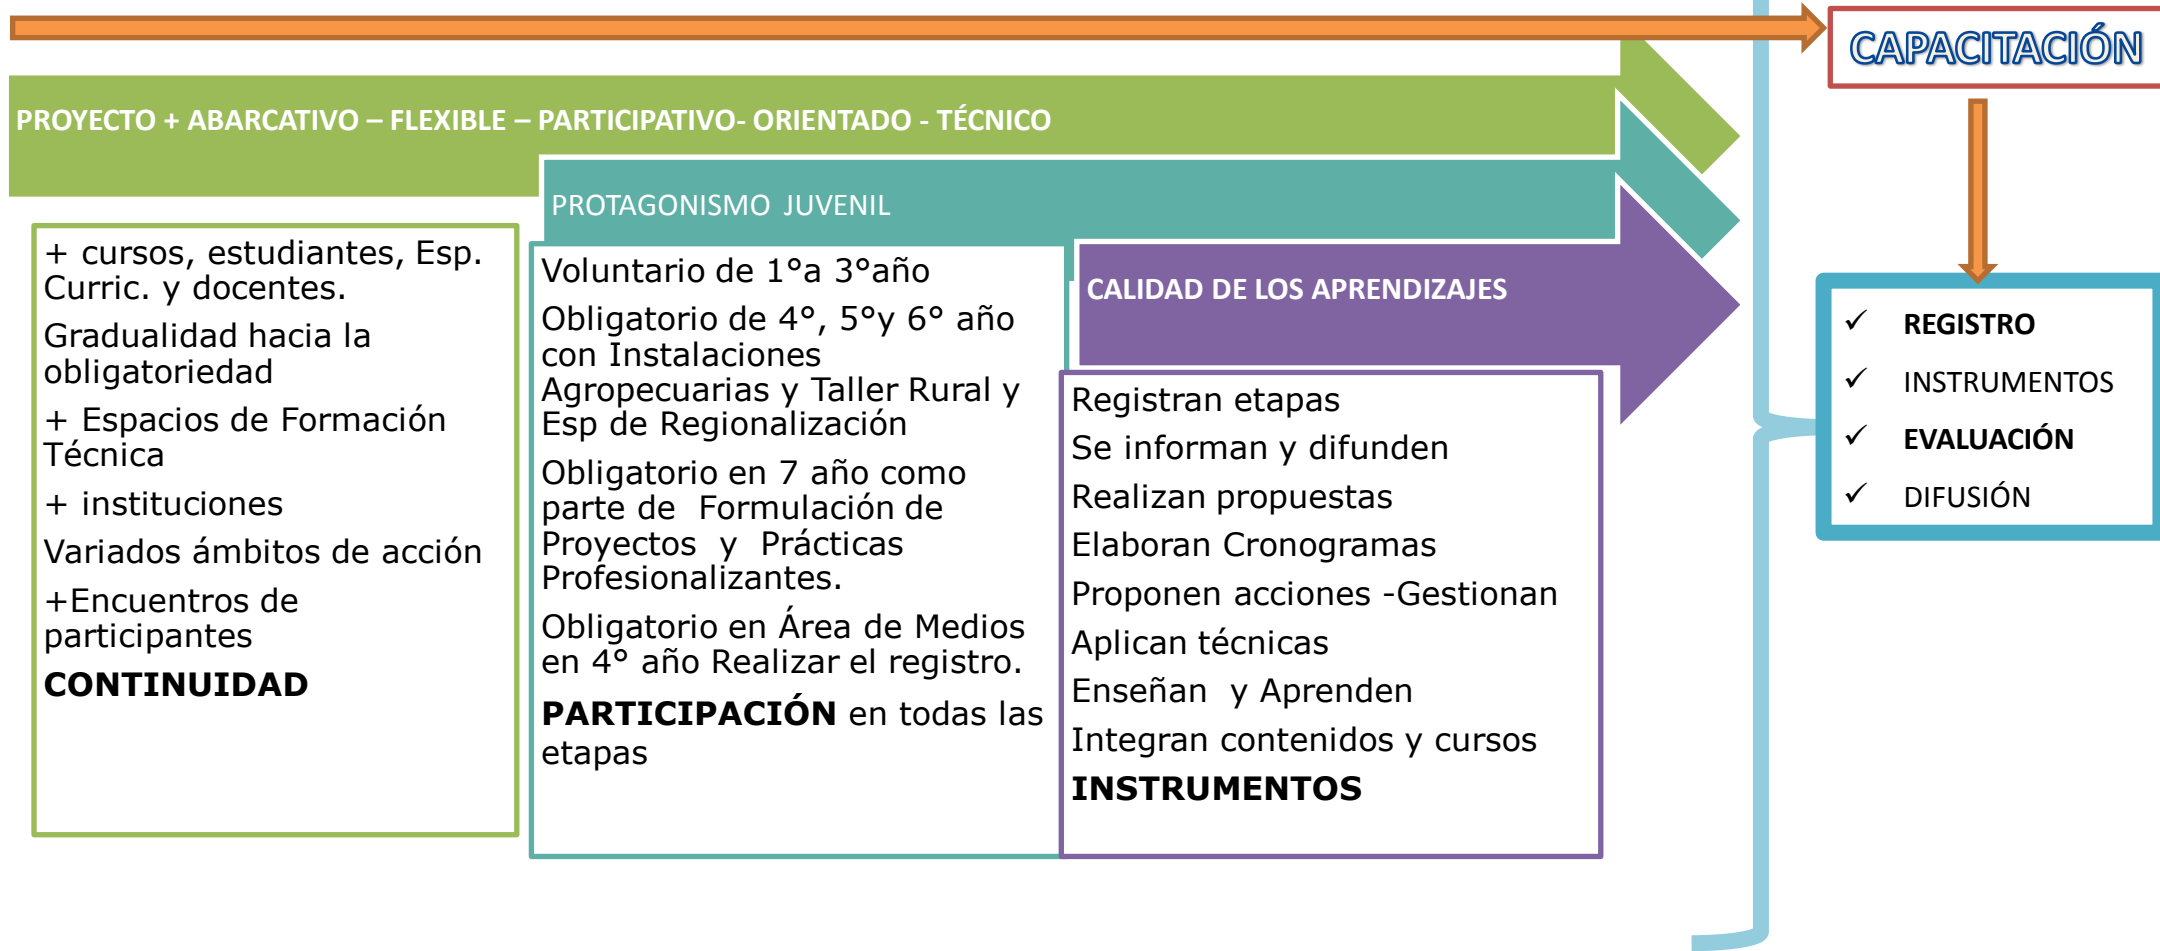 CAPACITACIÓN
PROYECTO + ABARCATIVO – FLEXIBLE – PARTICIPATIVO- ORIENTADO - TÉCNICO
+ cursos, estudiantes, Esp.
Curric. y docentes.
Gradualidad hacia la
obligatoriedad
+ Espacios de Formación
Técnica
+ instituciones
Variados ámbitos de acción
+Encuentros de
participantes
CONTINUIDAD
PROTAGONISMO JUVENIL
Voluntario de 1°a 3°año
Obligatorio de 4°, 5°y 6° año
con Instalaciones
Agropecuarias y Taller Rural y
Esp de Regionalización
Obligatorio en 7 año como
parte de Formulación de
Proyectos y Prácticas
Profesionalizantes.
Obligatorio en Área de Medios
en 4° año Realizar el registro.
PARTICIPACIÓN en todas las
etapas
CALIDAD DE LOS APRENDIZAJES
Registran etapas
Se informan y difunden
Realizan propuestas
Elaboran Cronogramas
Proponen acciones -Gestionan
Aplican técnicas
Enseñan y Aprenden
Integran contenidos y cursos
INSTRUMENTOS
✓ REGISTRO
✓ INSTRUMENTOS
✓ EVALUACIÓN
✓ DIFUSIÓN